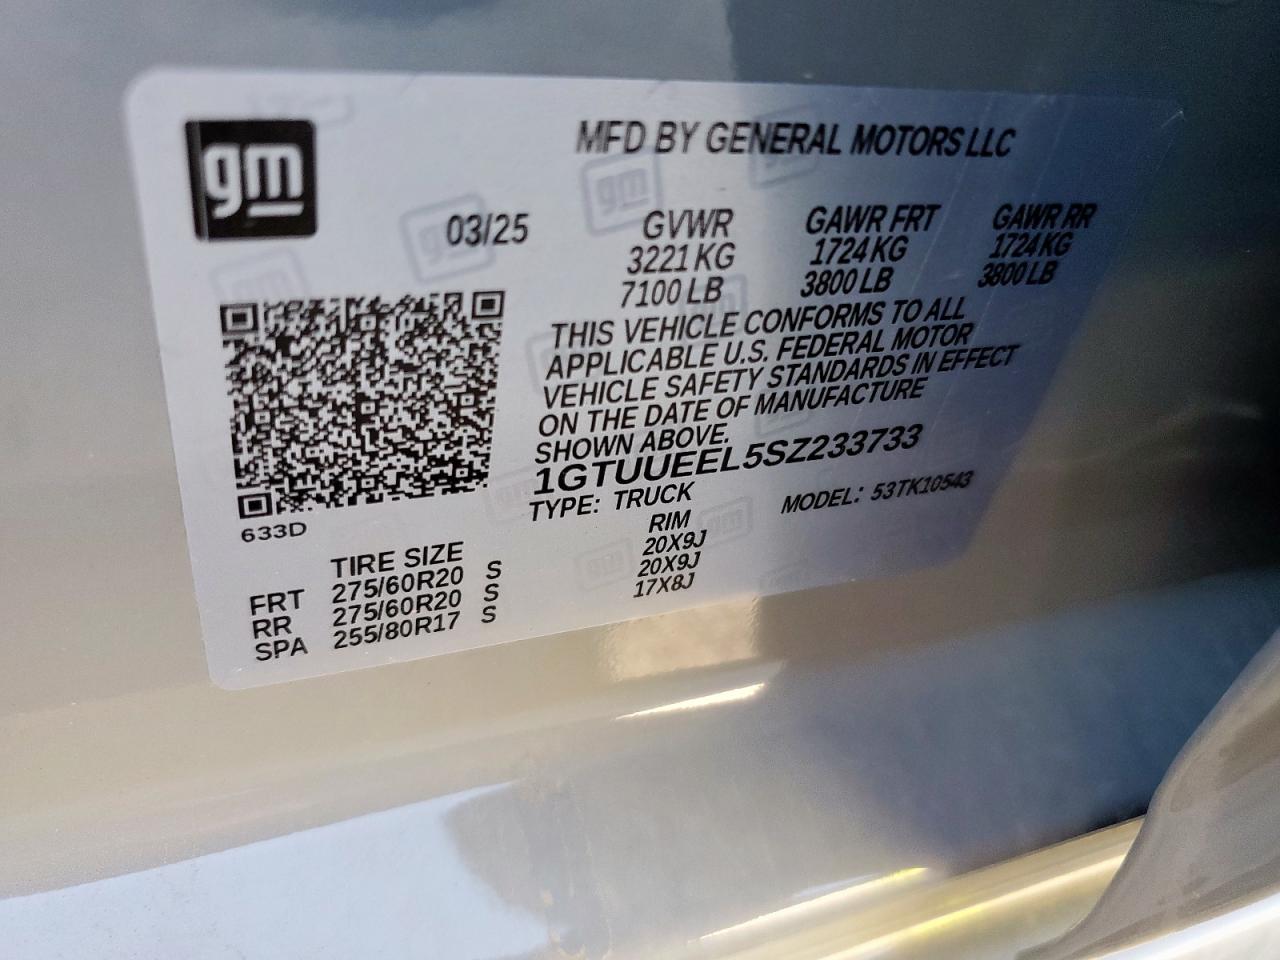 gm
MFD BY GENERAL MOTORS LLC
03/25 GVWR GAWR FRT GAWR RR
3221 KG 1724 KG 1724 KG
7100 LB 3800 LB 3800 LB
THIS VEHICLE CONFORMS TO ALL
APPLICABLE U.S. FEDERAL MOTOR
VEHICLE SAFETY STANDARDS IN EFFECT
ON THE DATE OF MANUFACTURE
SHOWN ABOVE.
1GTUUEEL5SZ233733
TYPE: TRUCK MODEL: 53TK10543
633D
TIRE SIZE RIM
FRT 275/60R20 S 20X9J
RR 275/60R20 S 20X9J
SPA 255/80R17 S 17X8J